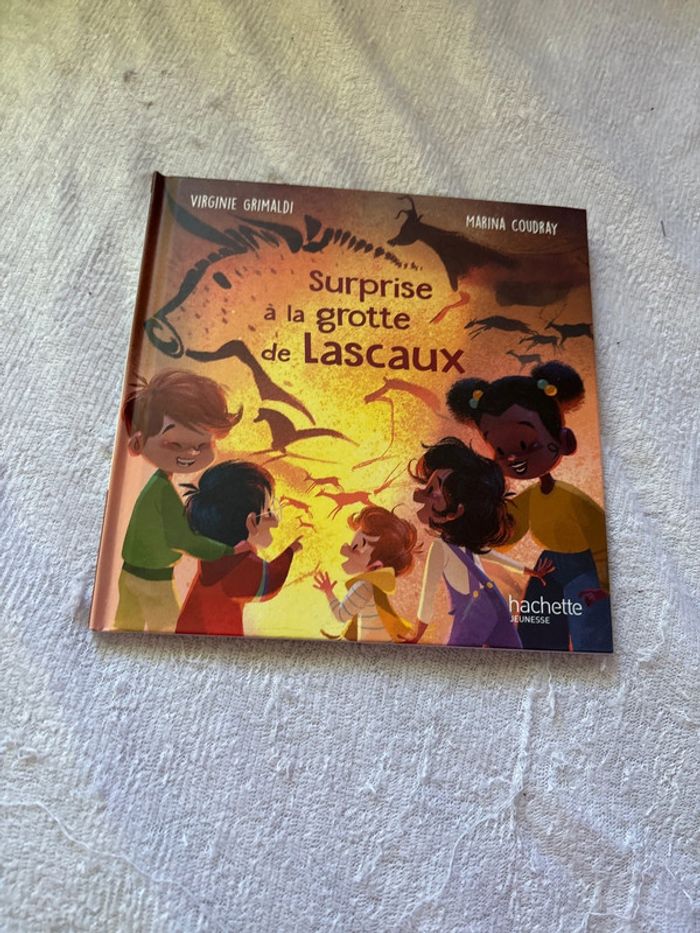 VIRGINIE GRIMALDI
MARINA COUDRAY
Surprise
à la grotte
de Lascaux
hachette
JEUNESSE